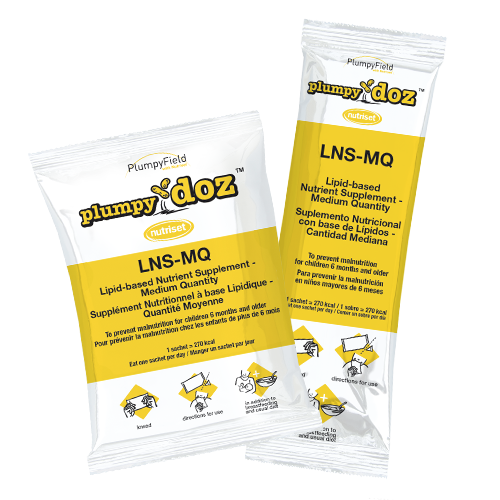 PlumpyField
plumpy doz™
nutriset
LNS-MQ
Lipid-based Nutrient Supplement -
Medium Quantity
Supplément Nutritionnel à base Lipidique -
Quantité Moyenne
To prevent malnutrition for children 6 months and older
Pour prévenir la malnutrition chez les enfants de plus de 6 mois
1 sachet = 270 kcal
Eat one sachet per day / Manger un sachet par jour
knead
directions for use
in addition to
breastfeeding
and usual diet
PlumpyField
plumpy doz™
nutriset
LNS-MQ
Lipid-based
Nutrient Supplement -
Medium Quantity
Suplemento Nutricional
con base de Lípidos -
Cantidad Mediana
To prevent malnutrition
for children 6 months and older
Para prevenir la malnutrición
en niños mayores de 6 meses
1 sachet = 270 kcal / 1 sobre = 270 kcal
Eat one sachet per day / Comer un sobre por día
directions for use
and usual diet